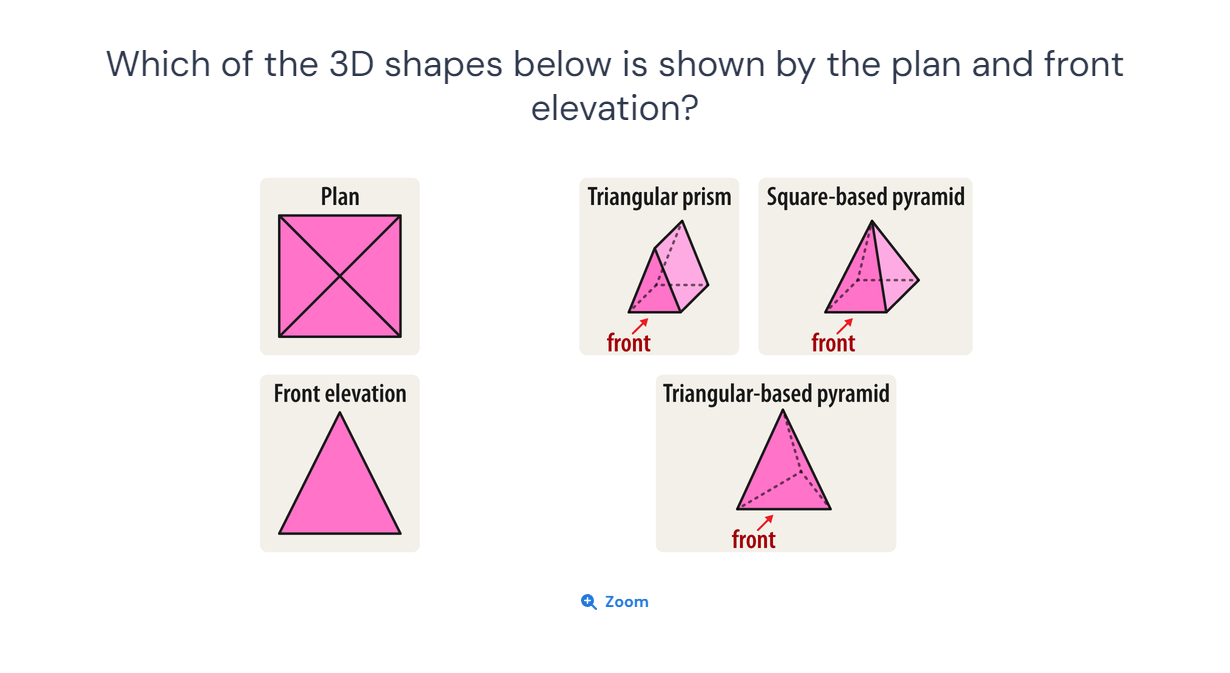 Which of the 3D shapes below is shown by the plan and front
elevation?
Plan
Triangular prism
Square-based pyramid
front
front
Front elevation
Triangular-based pyramid
front
Zoom